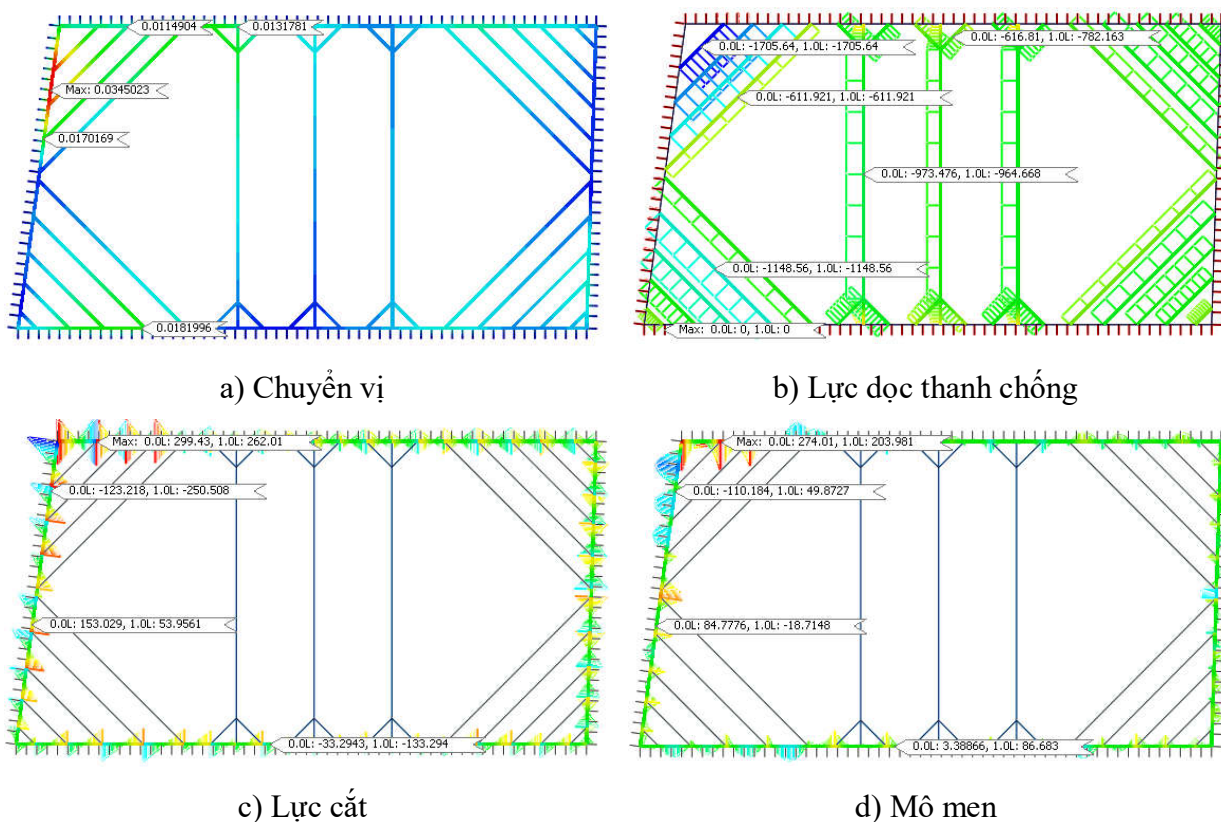 0.0114904
0.0131781
Max: 0.0345023
0.0170169
0.0181996
0.0L: -1705.64, 1.0L: -1705.64
0.0L: -616.81, 1.0L: -782.163
0.0L: -611.921, 1.0L: -611.921
0.0L: -973.476, 1.0L: -964.668
0.0L: -1148.56, 1.0L: -1148.56
Max: 0.0L: 0, 1.0L: 0
a) Chuyển vị
b) Lực dọc thanh chống
Max: 0.0L: 299.43, 1.0L: 262.01
0.0L: -123.218, 1.0L: -250.508
0.0L: 153.029, 1.0L: 53.9561
0.0L: -33.2943, 1.0L: -133.294
Max: 0.0L: 274.01, 1.0L: 203.981
0.0L: -110.184, 1.0L: 49.8727
0.0L: 84.7776, 1.0L: -18.7148
0.0L: 3.38866, 1.0L: 86.683
c) Lực cắt
d) Mô men